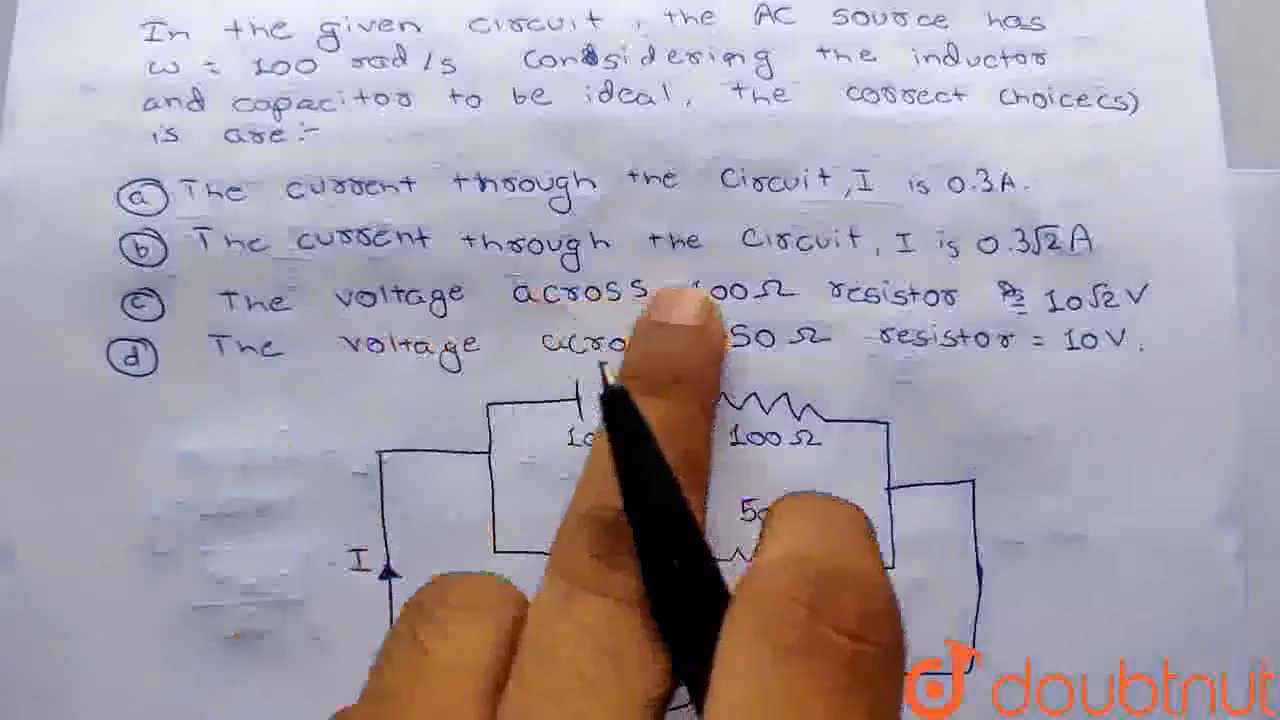 In the given circuit, the AC source has
ω = 100 rad/s considering the inductor
and capacitor to be ideal, the correct choice(s)
is are:-
(a) The current through the circuit, I is 0.3A.
(b) The current through the circuit, I is 0.3√2 A
(c) The voltage across 100Ω resistor = 10√2 V
(d) The voltage 50Ω resistor = 10V.
100Ω
I
doubtnut